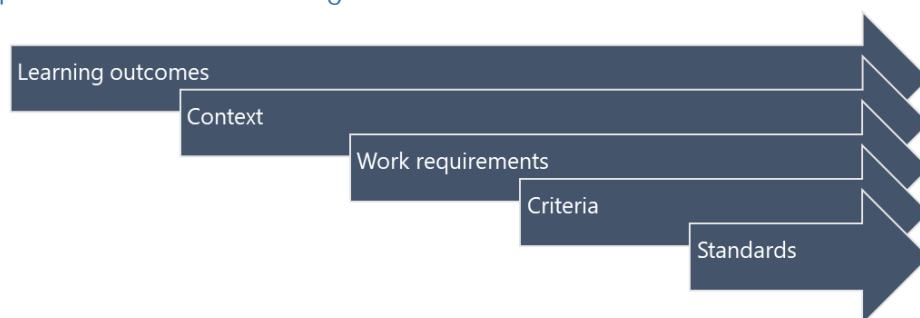 Learning outcomes
Context
Work requirements
Criteria
Standards